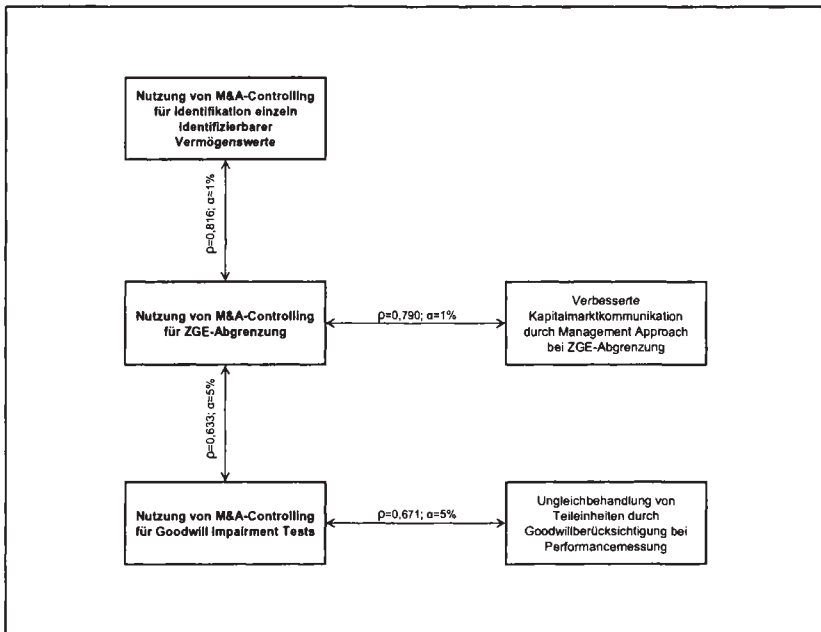 Nutzung von M&A-Controlling
für Identifikation einzeln
identifizierbarer
Vermögenswerte
ρ=0,816; α=1%
Nutzung von M&A-Controlling
für ZGE-Abgrenzung
ρ=0,790; α=1%
Verbesserte
Kapitalmarktkommunikation
durch Management Approach
bei ZGE-Abgrenzung
ρ=0,633; α=5%
Nutzung von M&A-Controlling
für Goodwill Impairment Tests
ρ=0,671; α=5%
Ungleichbehandlung von
Teileinheiten durch
Goodwillberücksichtigung bei
Performancemessung